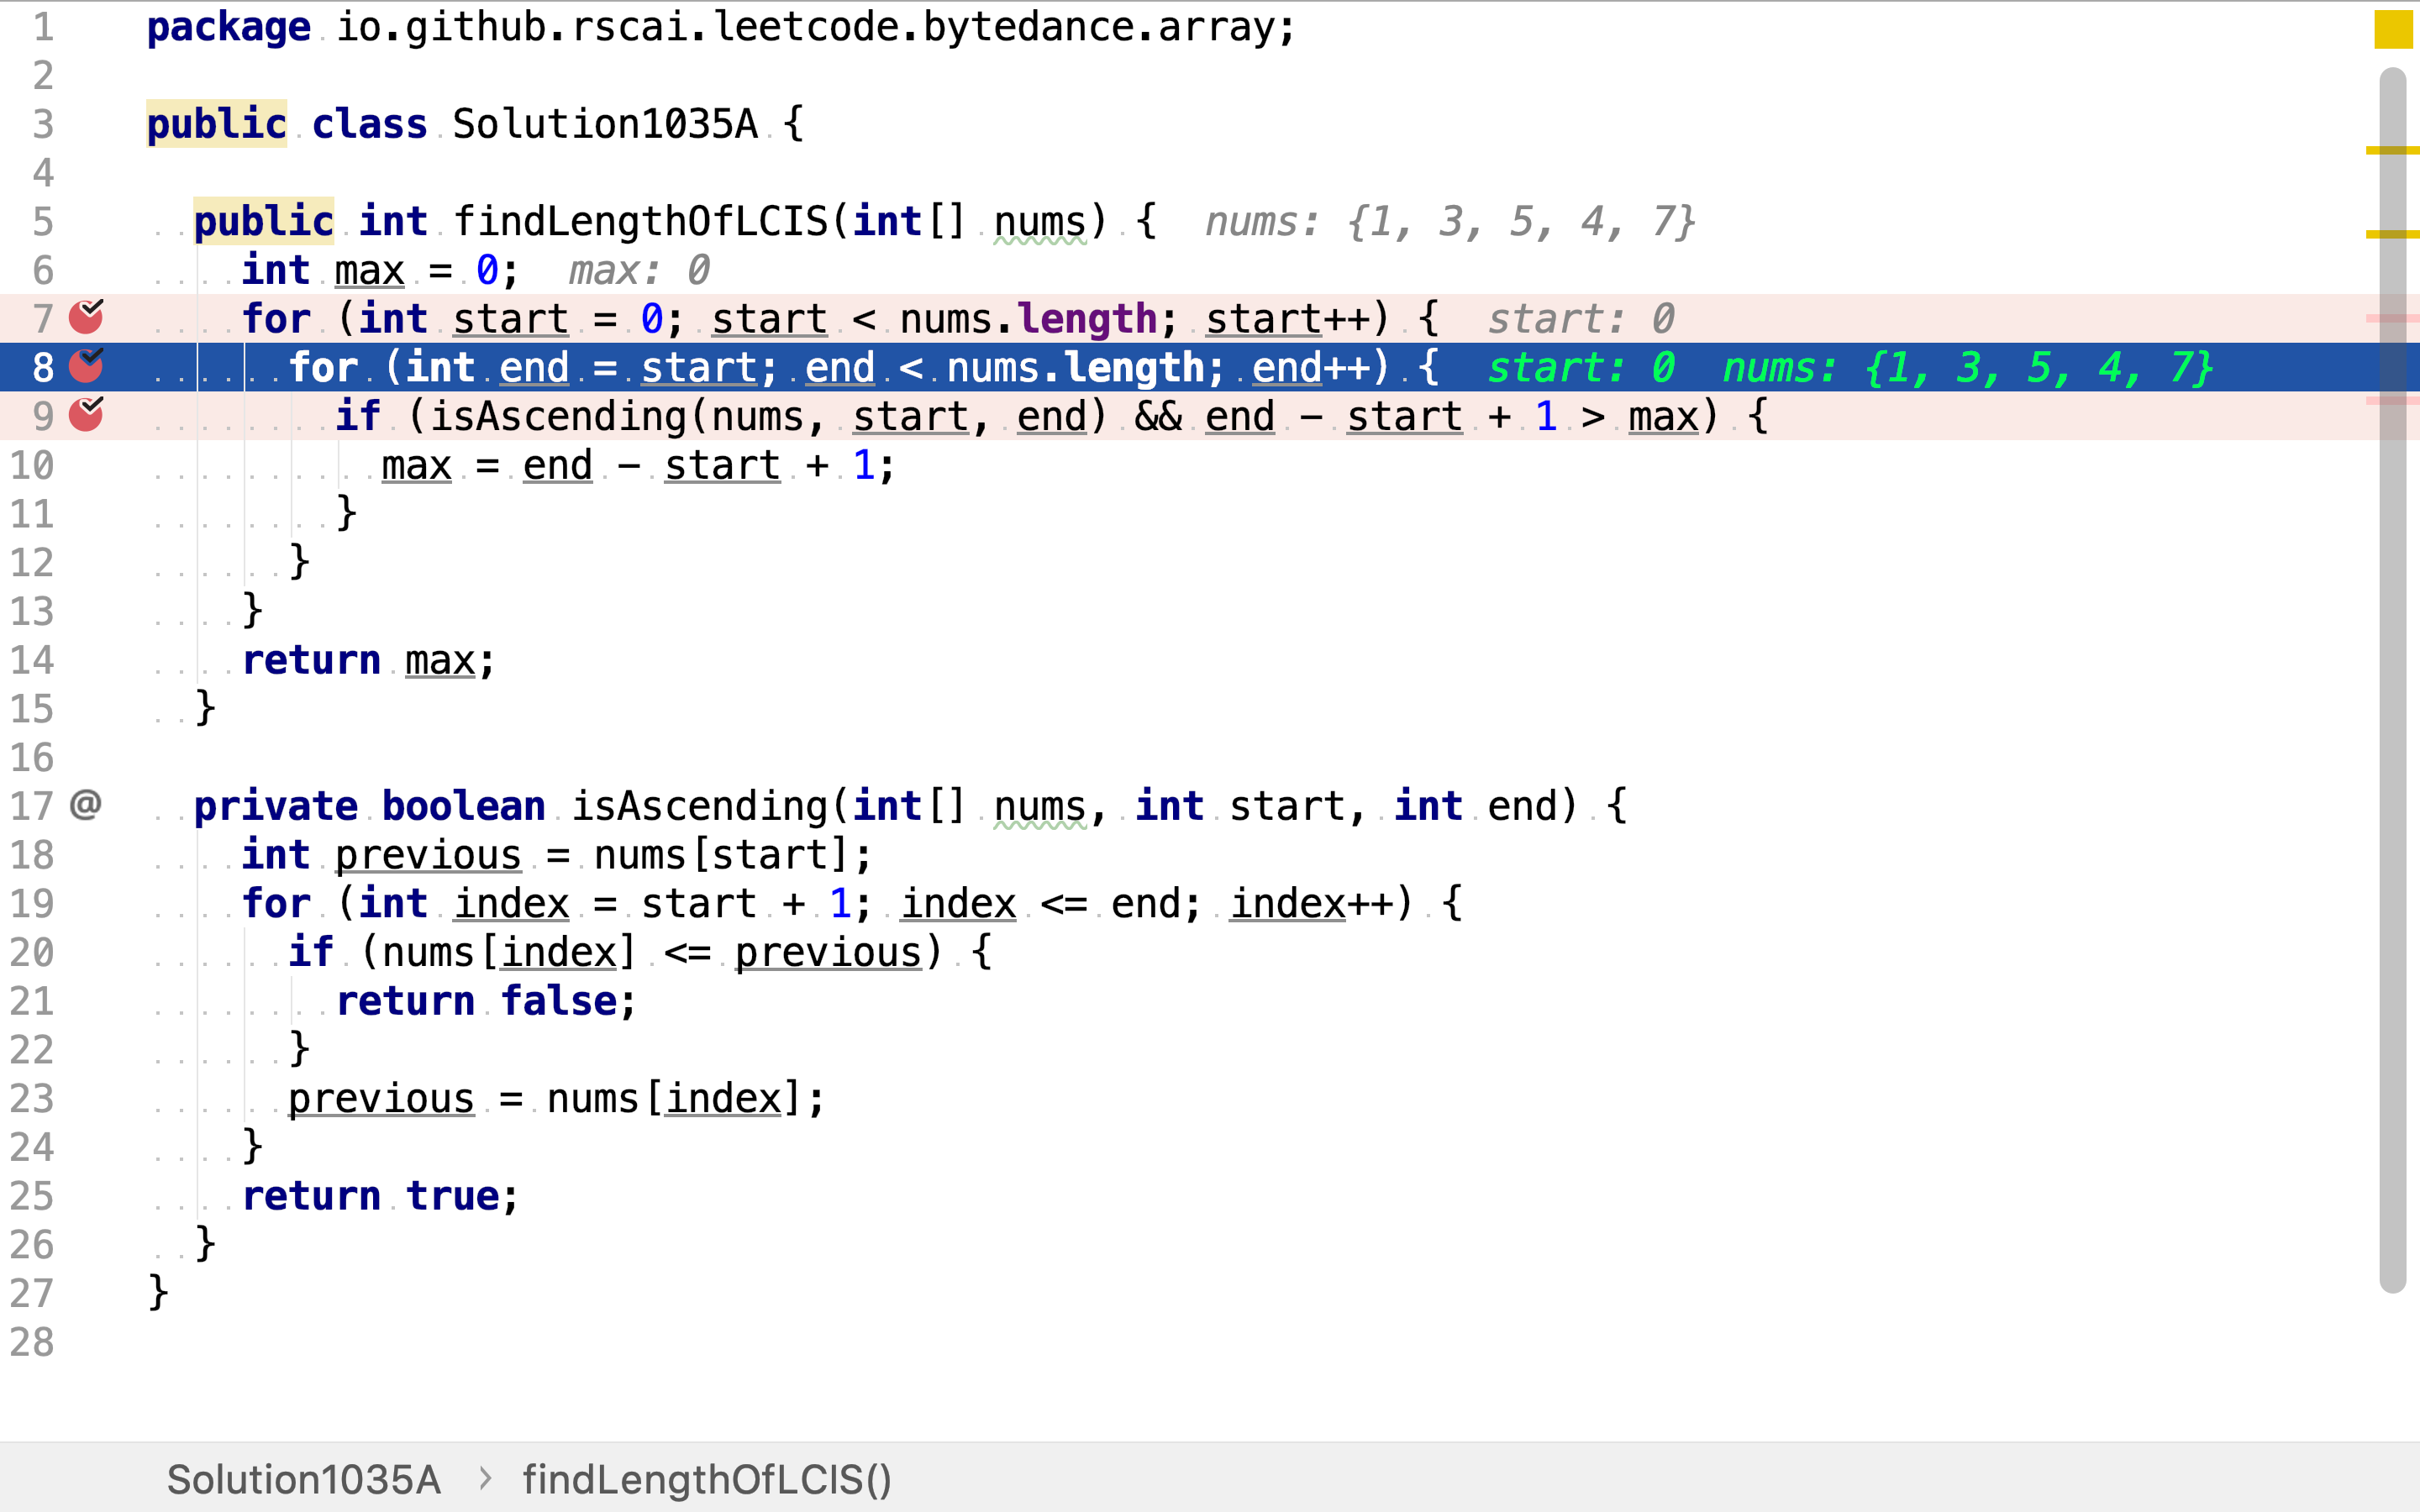 1 package io.github.rscai.leetcode.bytedance.array;
2
3 public class Solution1035A {
4
5 public int findLengthOfLCIS(int[] nums) { nums: {1, 3, 5, 4, 7}
6 int max = 0; max: 0
7 for (int start = 0; start < nums.length; start++) { start: 0
8 for (int end = start; end < nums.length; end++) { start: 0 nums: {1, 3, 5, 4, 7}
9 if (isAscending(nums, start, end) && end - start + 1 > max) {
10 max = end - start + 1;
11 }
12 }
13 }
14 return max;
15 }
16
17 @ private boolean isAscending(int[] nums, int start, int end) {
18 int previous = nums[start];
19 for (int index = start + 1; index <= end; index++) {
20 if (nums[index] <= previous) {
21 return false;
22 }
23 previous = nums[index];
24 }
25 return true;
26 }
27 }
28
Solution1035A > findLengthOfLCIS()